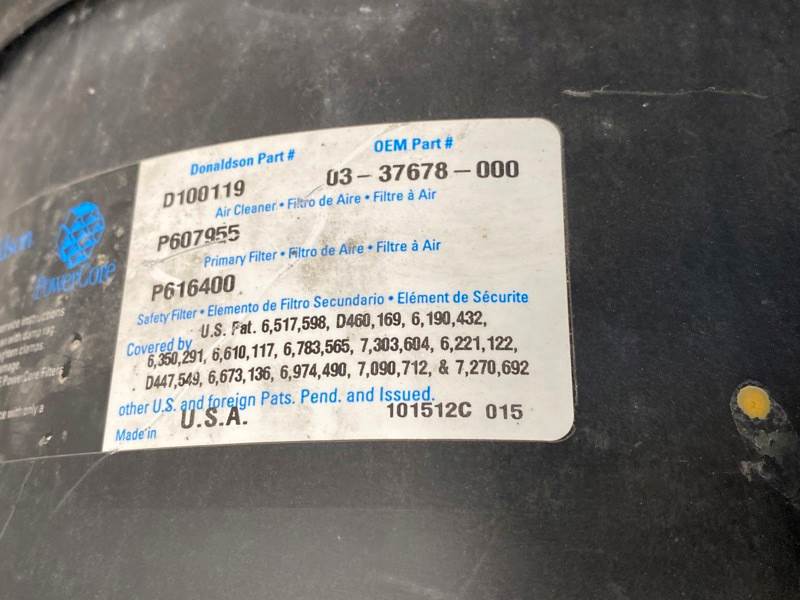 PowerCore
Donaldson Part #
OEM Part #
D100119
03-37678-000
Air Cleaner • Filtro de Aire • Filtre à Air
P607955
Primary Filter • Filtro de Aire • Filtre à Air
P616400
Safety Filter • Elemento de Filtro Secundario • Elément de Sécurite
Covered by U.S. Pat. 6,517,598, D460,169, 6,190,432,
6,350,291, 6,610,117, 6,783,565, 7,303,604, 6,221,122,
D447,549, 6,673,136, 6,974,490, 7,090,712, & 7,270,692
other U.S. and foreign Pats. Pend. and Issued.
Made in U.S.A.
101512C 015